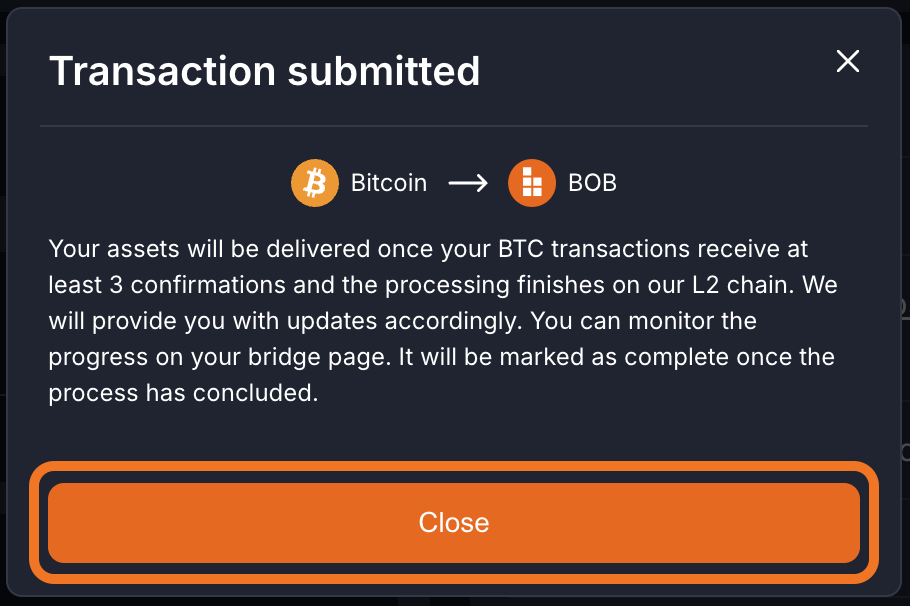 Transaction submitted
Bitcoin → BOB
Your assets will be delivered once your BTC transactions receive at
least 3 confirmations and the processing finishes on our L2 chain. We
will provide you with updates accordingly. You can monitor the
progress on your bridge page. It will be marked as complete once the
process has concluded.
Close